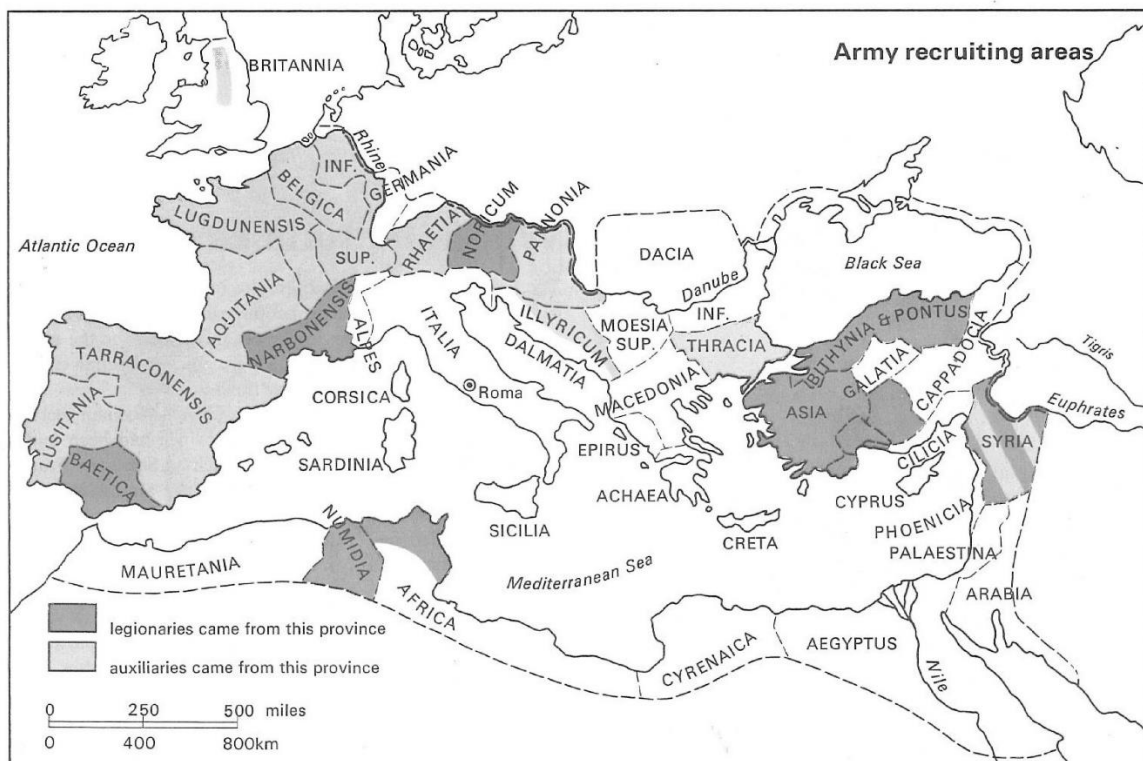 Army recruiting areas
BRITANNIA
Rhine
INF.
GERMANIA
BELGICA
LUGDUNENSIS
Atlantic Ocean
SUP.
RHAETIA
NORICUM
PANNONIA
DACIA
Black Sea
Danube
INF.
AQUITANIA
NARBONENSIS
ALPES
ITALIA
ILLYRICUM
DALMATIA
MOESIA
SUP.
THRACIA
MACEDONIA
BITHYNIA & PONTUS
GALATIA
CAPPADOCIA
Tigris
Euphrates
TARRACONENSIS
LUSITANIA
BAETICA
CORSICA
Roma
SARDINIA
SICILIA
EPIRUS
ACHAEA
ASIA
CILICIA
SYRIA
CYPRUS
CRETA
PHOENICIA
PALAESTINA
ARABIA
NUMIDIA
MAURETANIA
AFRICA
Mediterranean Sea
CYRENAICA
AEGYPTUS
Nile
legionaries came from this province
auxiliaries came from this province
0 250 500 miles
0 400 800km